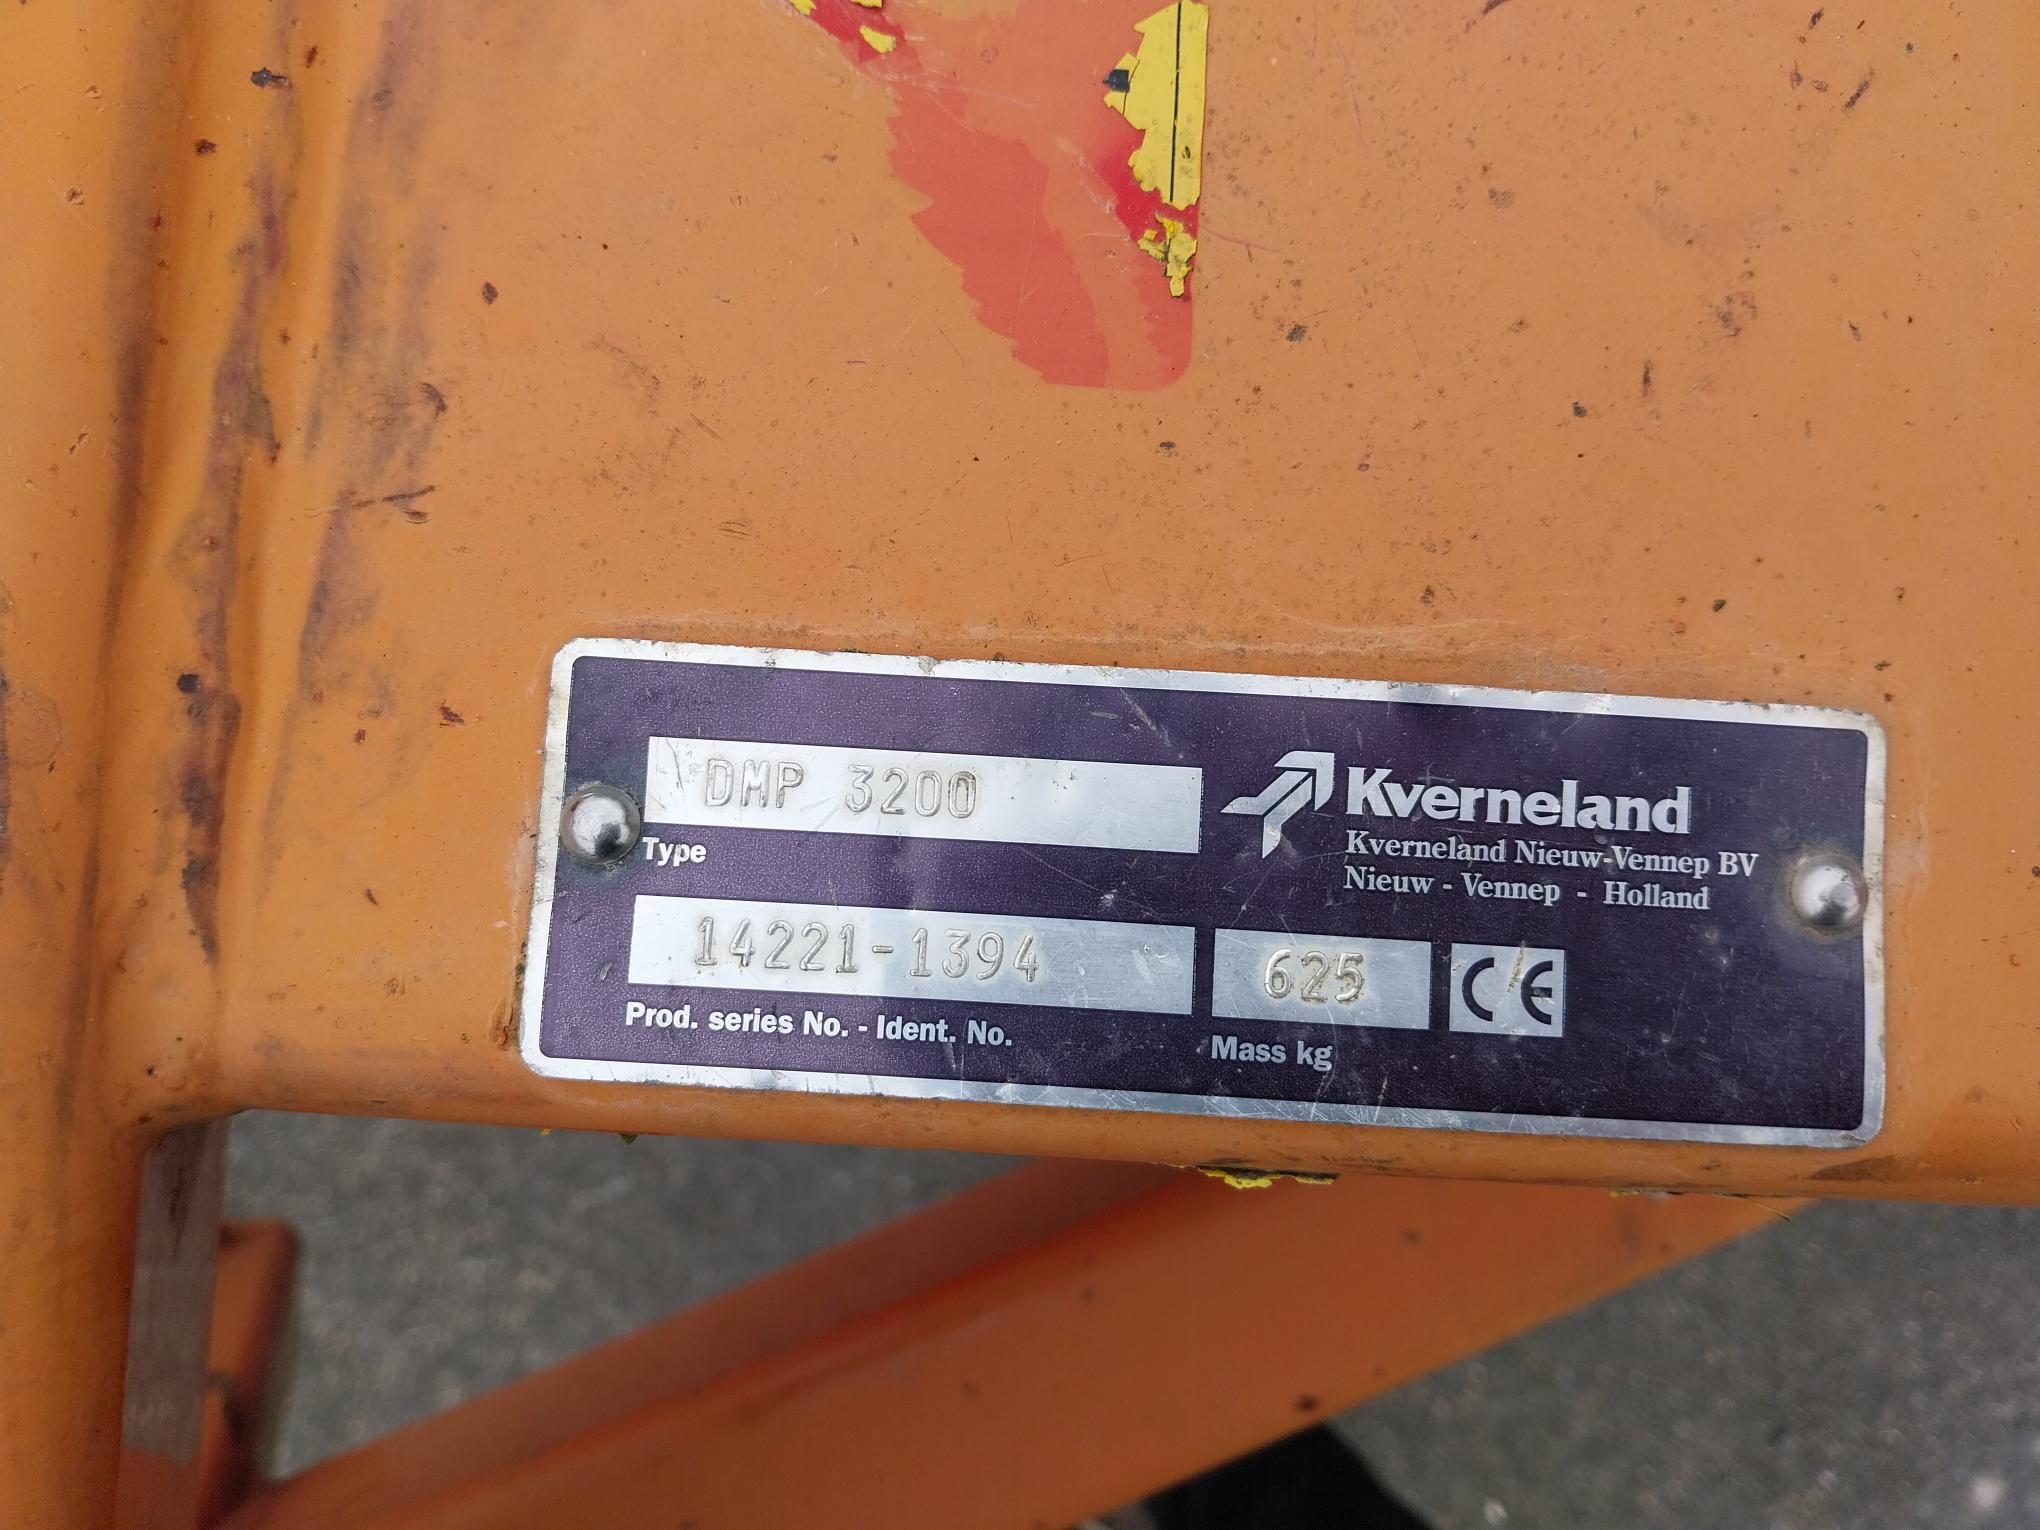 DMP 3200
Type
Kverneland
Kverneland Nieuw-Vennep BV
Nieuw - Vennep - Holland
14221-1394
Prod. series No. - Ident. No.
625
Mass kg
CE